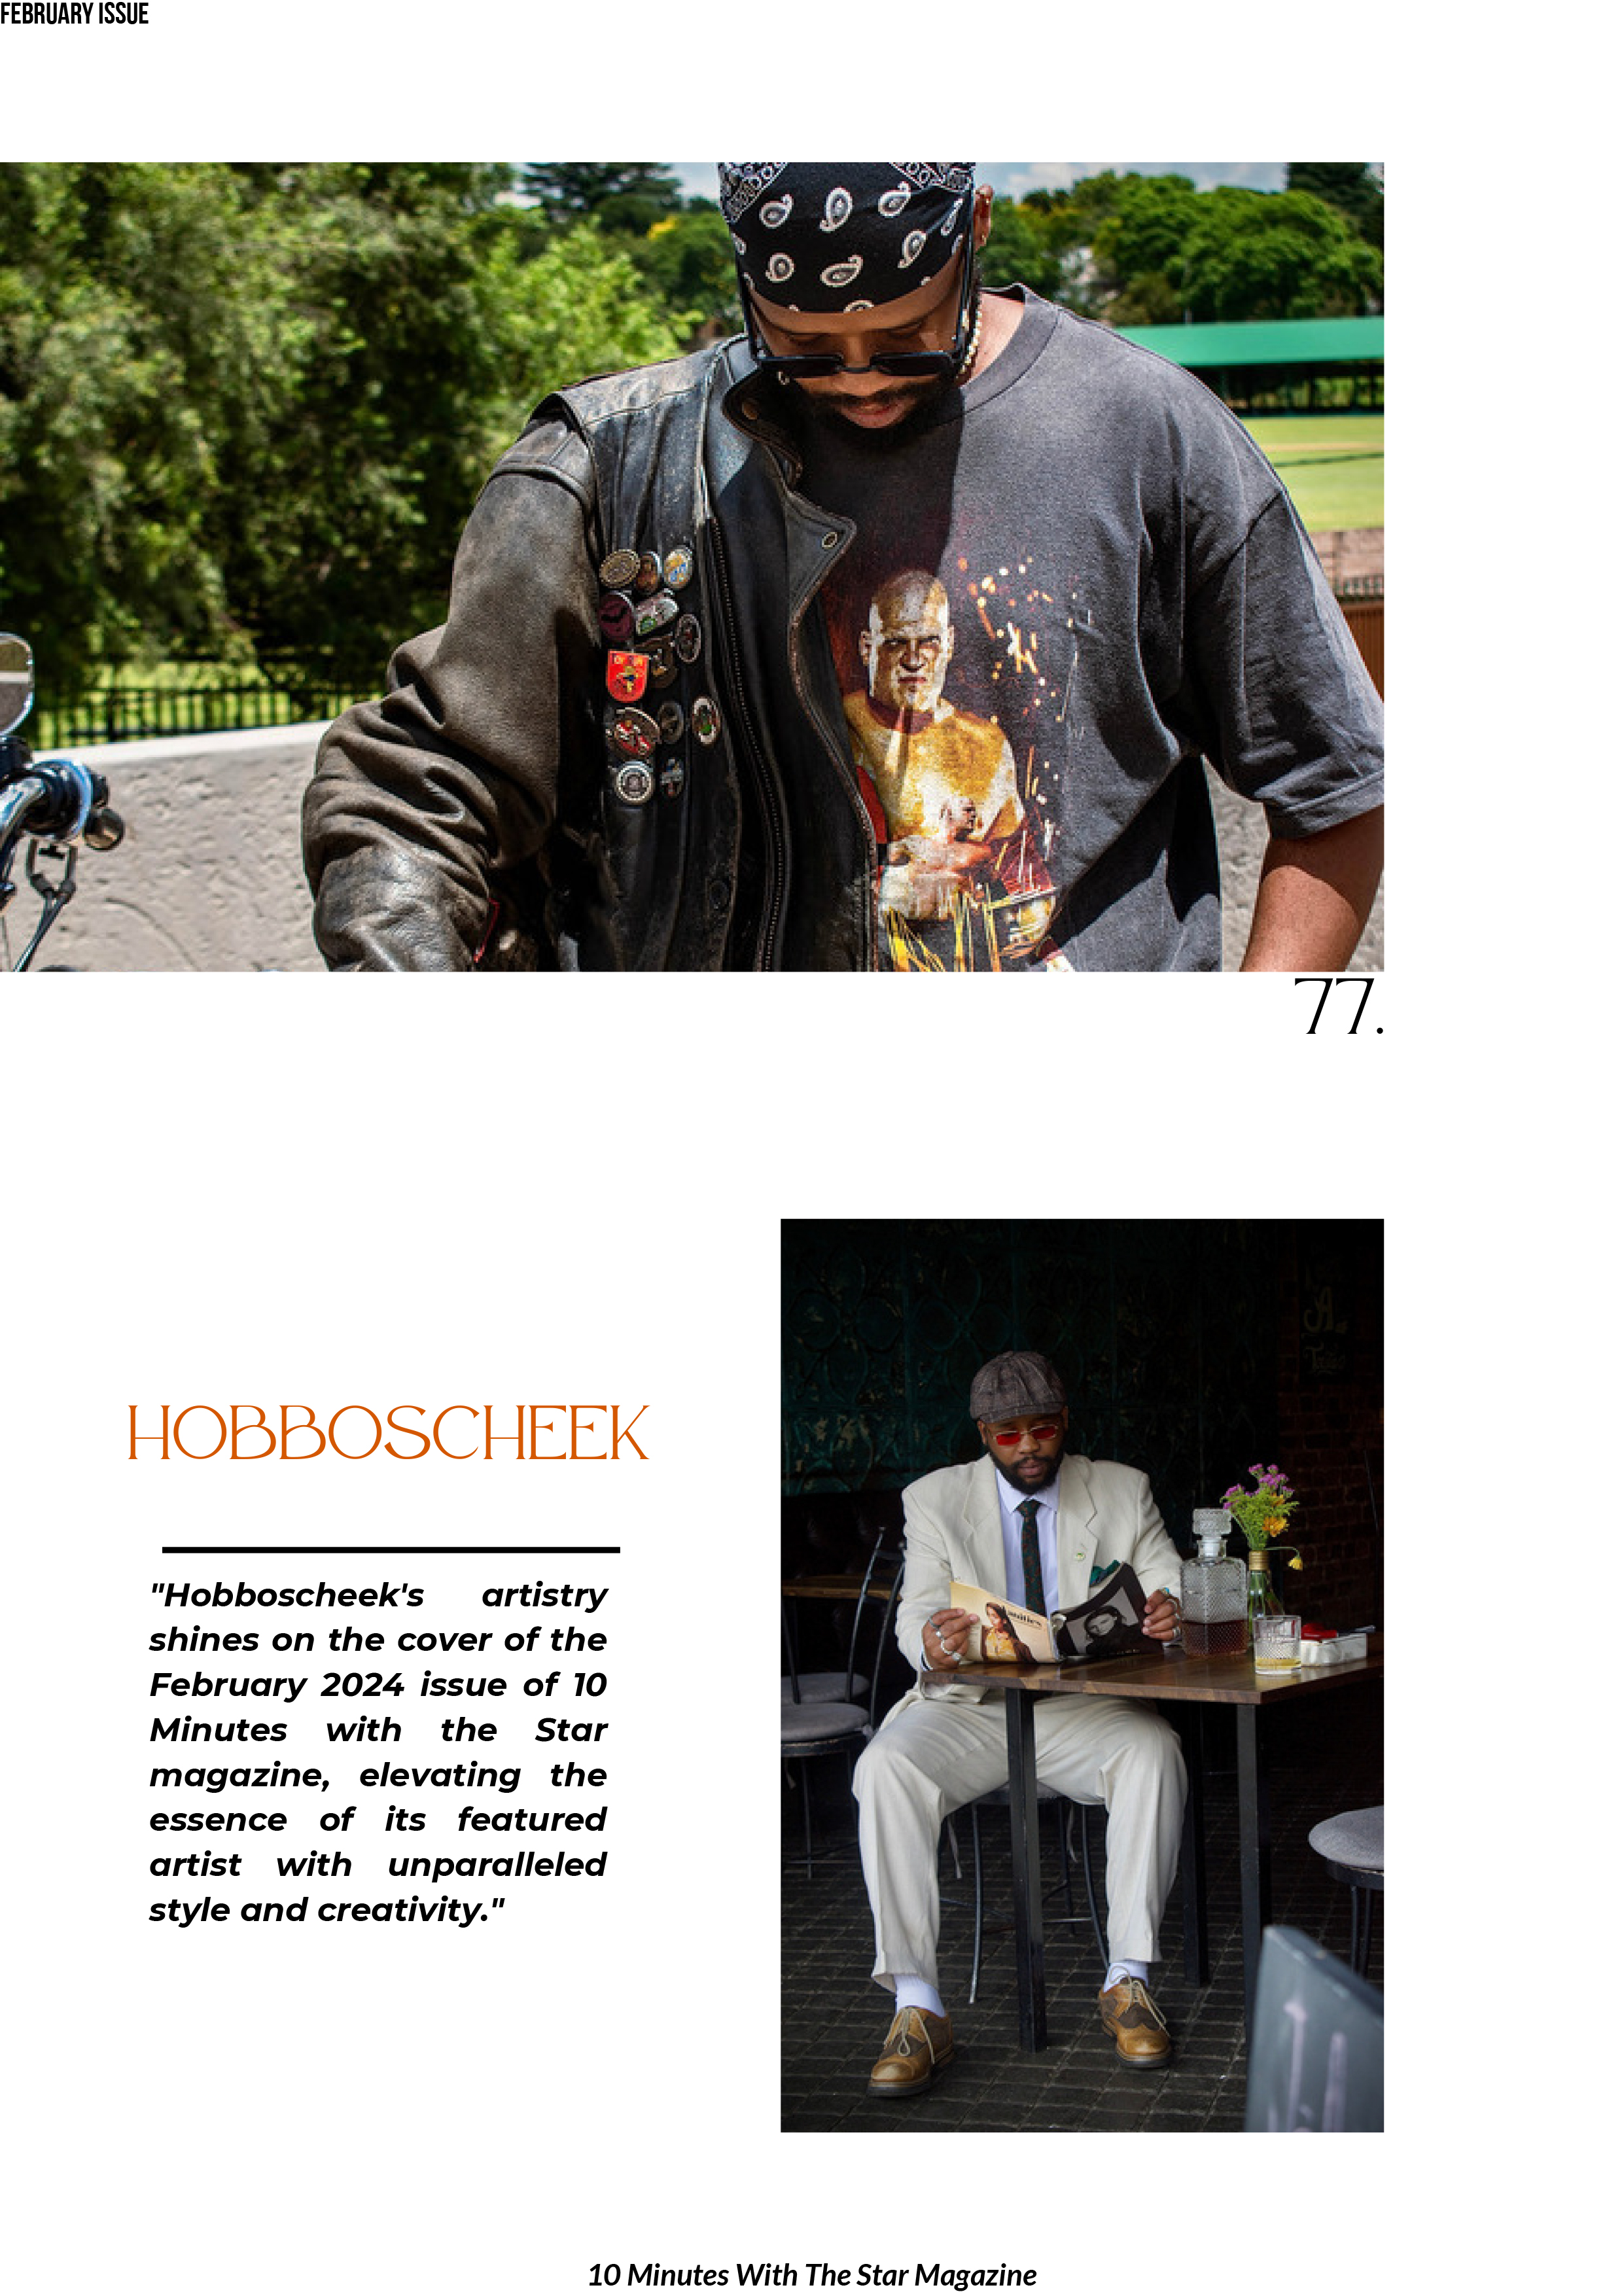 FEBRUARY ISSUE
77.
HOBBOSCHEEK
"Hobboscheek's artistry
shines on the cover of the
February 2024 issue of 10
Minutes with the Star
magazine, elevating the
essence of its featured
artist with unparalleled
style and creativity."
10 Minutes With The Star Magazine